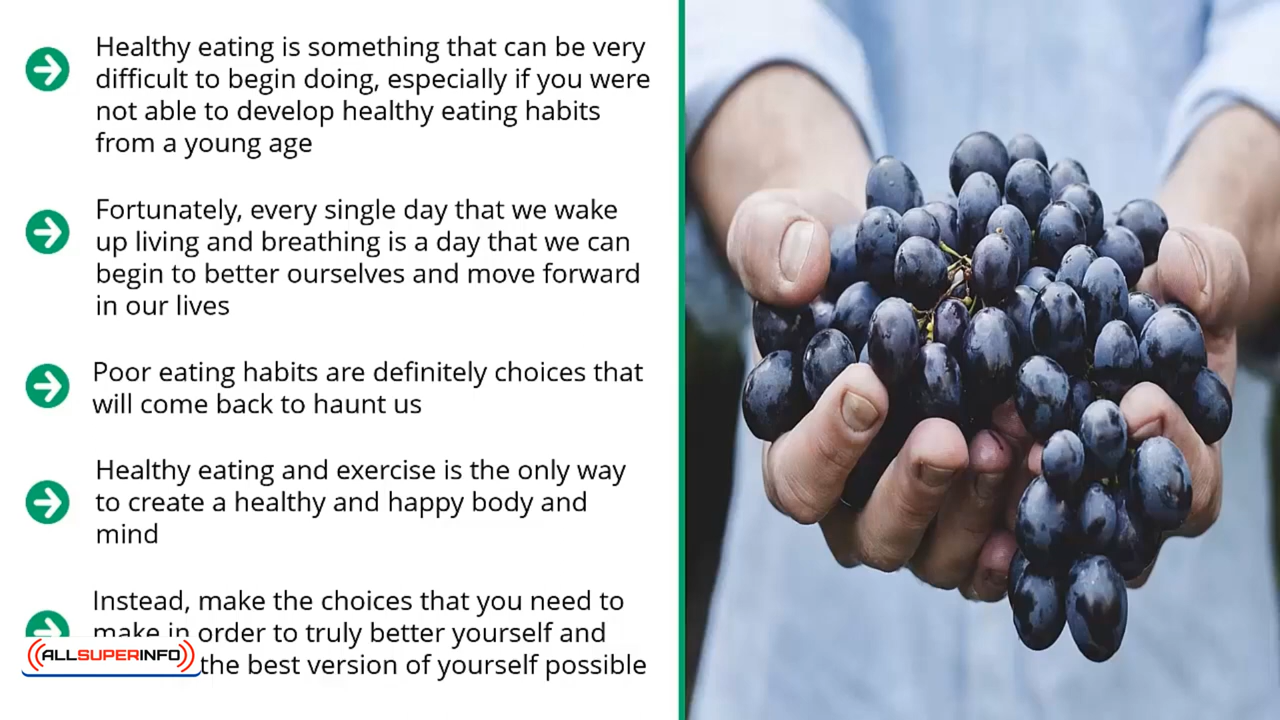 Healthy eating is something that can be very
difficult to begin doing, especially if you were
not able to develop healthy eating habits
from a young age
Fortunately, every single day that we wake
up living and breathing is a day that we can
begin to better ourselves and move forward
in our lives
Poor eating habits are definitely choices that
will come back to haunt us
Healthy eating and exercise is the only way
to create a healthy and happy body and
mind
Instead, make the choices that you need to
make in order to truly better yourself and
the best version of yourself possible
ALLSUPERINFO